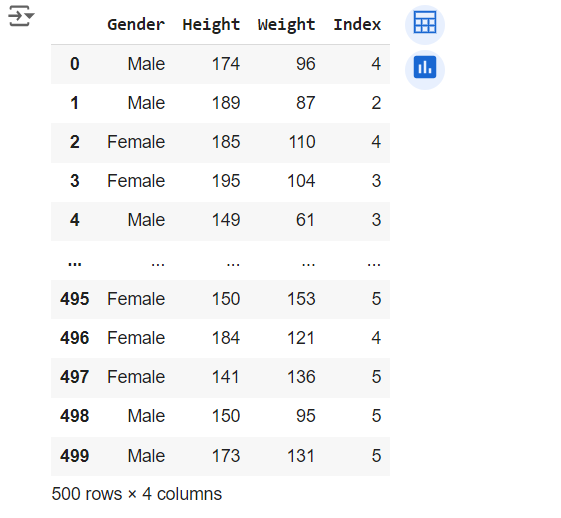 Gender Height Weight Index
0 Male 174 96 4
1 Male 189 87 2
2 Female 185 110 4
3 Female 195 104 3
4 Male 149 61 3
... ... ... ... ...
495 Female 150 153 5
496 Female 184 121 4
497 Female 141 136 5
498 Male 150 95 5
499 Male 173 131 5
500 rows × 4 columns